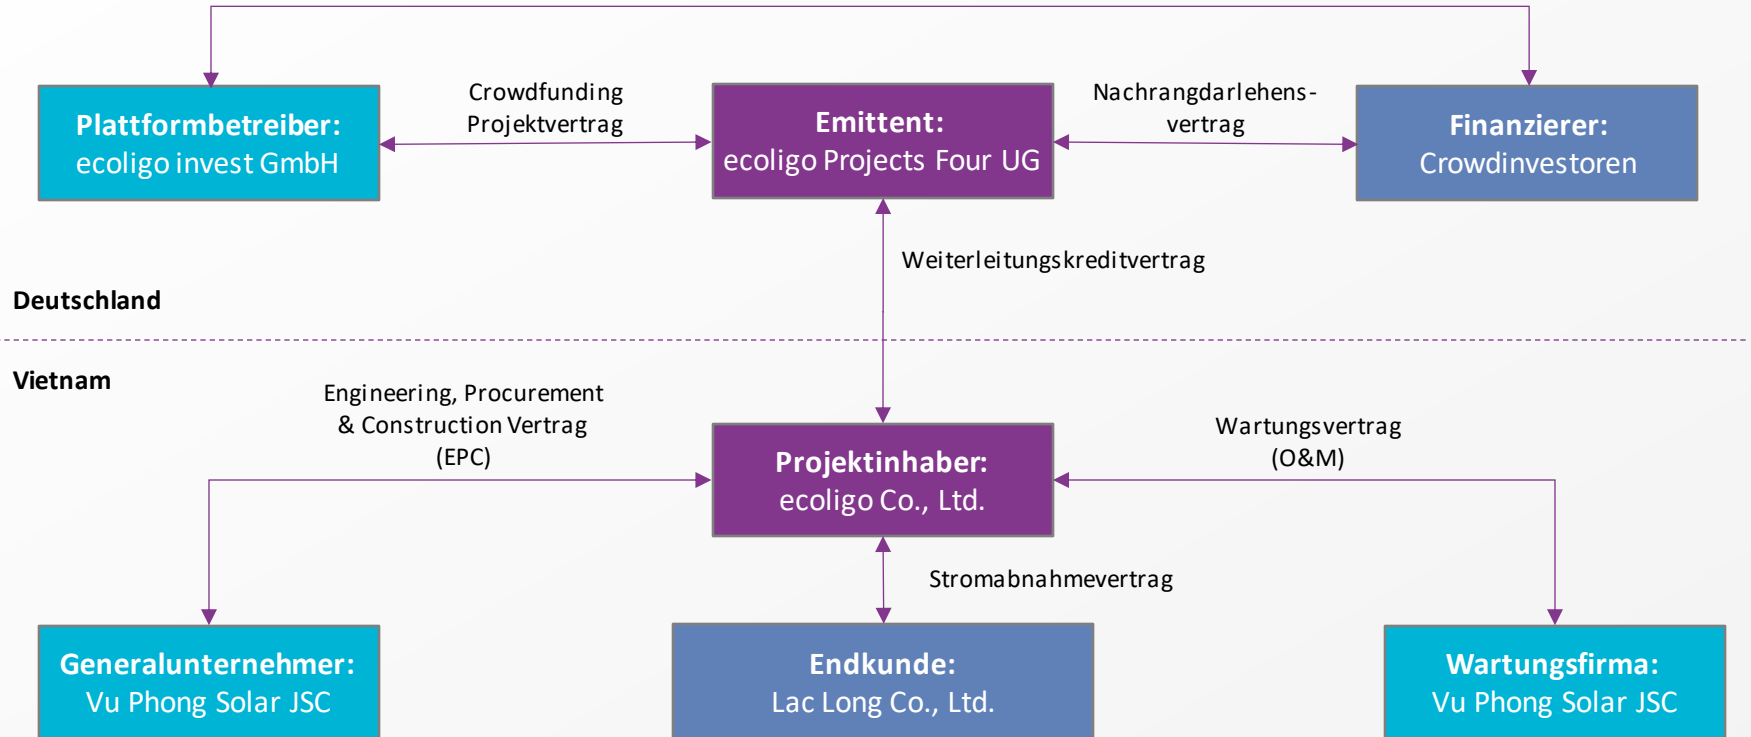 Crowdfunding
Projektvertrag
Nachrangdarlehens-
vertrag
Plattformbetreiber:
ecoligo invest GmbH
Emittent:
ecoligo Projects Four UG
Finanzierer:
Crowdinvestoren
Weiterleitungskreditvertrag
Deutschland
Vietnam
Engineering, Procurement
& Construction Vertrag
(EPC)
Wartungsvertrag
(O&M)
Projektinhaber:
ecoligo Co., Ltd.
Stromabnahmevertrag
Generalunternehmer:
Vu Phong Solar JSC
Endkunde:
Lac Long Co., Ltd.
Wartungsfirma:
Vu Phong Solar JSC